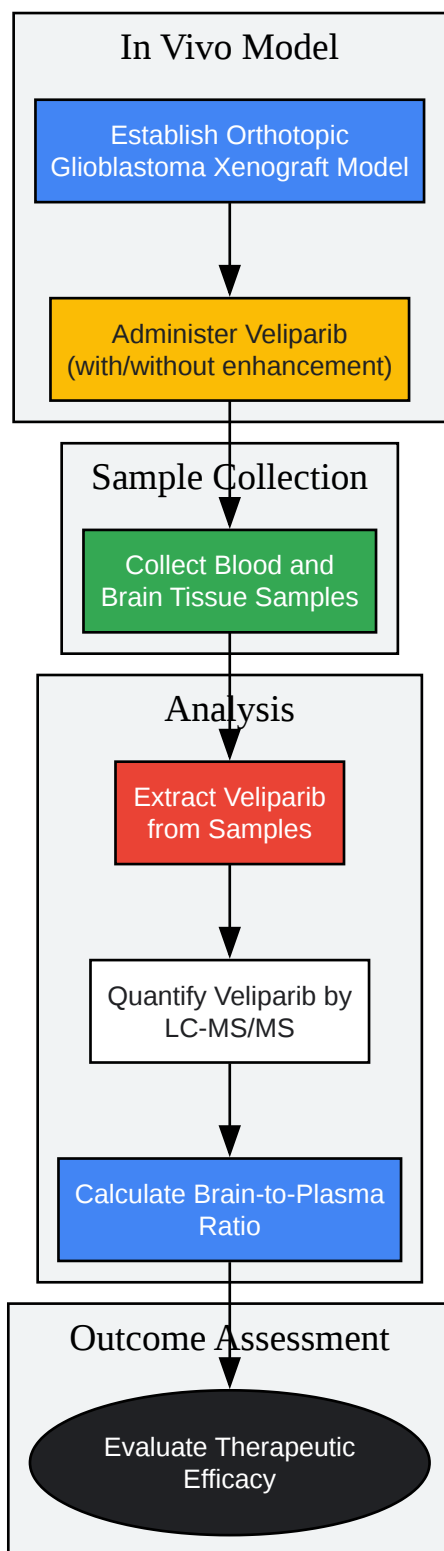 In Vivo Model
Establish Orthotopic
Glioblastoma Xenograft Model
Administer Veliparib
(with/without enhancement)
Sample Collection
Collect Blood and
Brain Tissue Samples
Analysis
Extract Veliparib
from Samples
Quantify Veliparib by
LC-MS/MS
Calculate Brain-to-Plasma
Ratio
Outcome Assessment
Evaluate Therapeutic
Efficacy